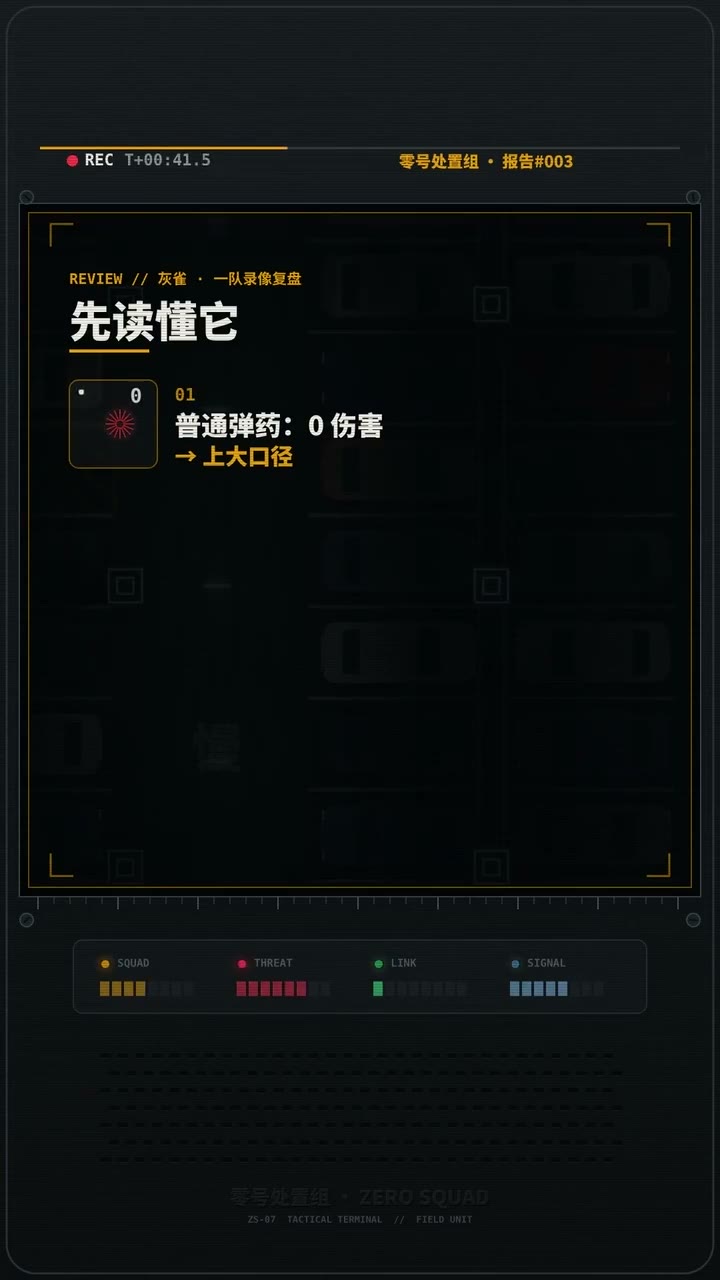 REC T+00:41.5
零号处置组 • 报告#003
REVIEW // 灰雀 · 一队录像复盘
先读懂它
0
01
普通弹药：0 伤害
→ 上大口径
慢
SQUAD
THREAT
LINK
SIGNAL
零号处置组 • ZERO SQUAD
ZS-07 TACTICAL TERMINAL // FIELD UNIT